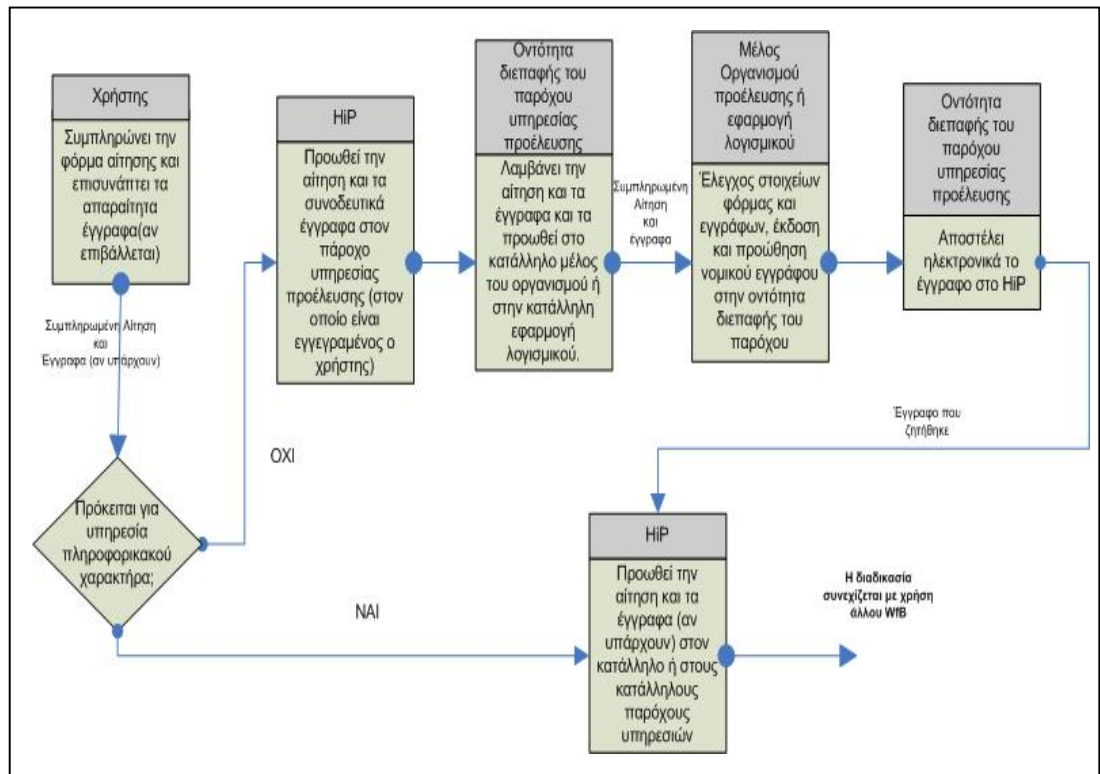 Χρήστης
Συμπληρώνει την
φόρμα αίτησης και
επισυνάπτει τα
απαραίτητα
έγγραφα(αν
επιβάλλεται)
Συμπληρωμένη Αίτηση
και
Έγγραφα (αν υπάρχουν)
Πρόκειται για
υπηρεσία
πληροφορικακού
χαρακτήρα;
ΟΧΙ
ΝΑΙ
HiP
Προωθεί την
αίτηση και τα
συνοδευτικά
έγγραφα στον
πάροχο
υπηρεσίας
προέλευσης (στον
οποίο είναι
εγγεγραμένος ο
χρήστης)
Οντότητα
διεπαφής του
παρόχου
υπηρεσίας
προέλευσης
Λαμβάνει την
αίτηση και τα
έγγραφα και τα
προωθεί στο
κατάλληλο μέλος
του οργανισμού ή
στην κατάλληλη
εφαρμογή
λογισμικού.
Συμπληρωμένη
Αίτηση
και
έγγραφα
Μέλος
Οργανισμού
προέλευσης ή
εφαρμογή
λογισμικού
Έλεγχος στοιχείων
φόρμας και
εγγράφων, έκδοση
και προώθηση
νομικού εγγράφου
στην οντότητα
διεπαφής του
παρόχου
Οντότητα
διεπαφής του
παρόχου
υπηρεσίας
προέλευσης
Αποστέλει
ηλεκτρονικά το
έγγραφο στο HiP
Έγγραφο που
ζητήθηκε
HiP
Προωθεί την
αίτηση και τα
έγγραφα (αν
υπάρχουν) στον
κατάλληλο ή στους
κατάλληλους
παρόχους
υπηρεσιών
Η διαδικασία
συνεχίζεται με χρήση
άλλου WfB